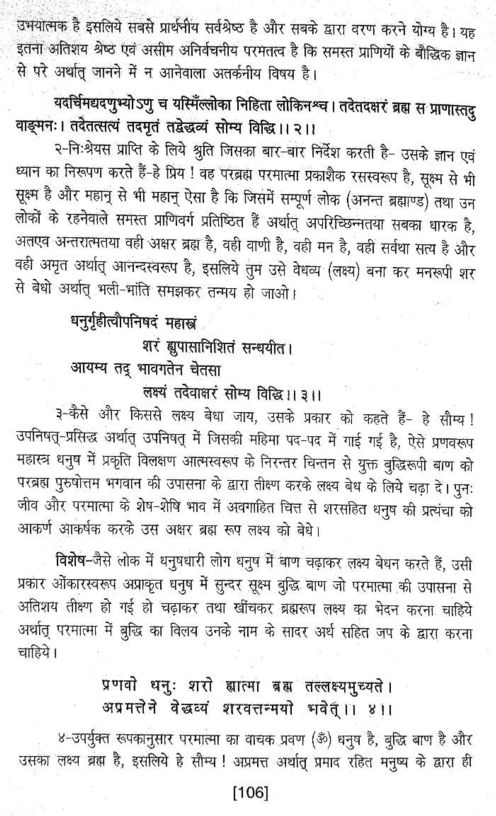 उभयात्मक है इसलिये सबसे प्रार्थनीय सर्वश्रेष्ठ है और सबके द्वारा वरण करने योग्य है। यह
इतना अतिशय श्रेष्ठ एवं असीम अनिर्वचनीय परमतत्व है कि समस्त प्राणियों के बौद्धिक ज्ञान
से परे अर्थात् जानने में न आनेवाला अतर्कनीय विषय है।
यदर्चिमद्यदणुभ्योऽणु च यस्मिँल्लोका निहिता लोकिनश्च। तदेतदक्षरं ब्रह्म स प्राणास्तदु
वाङ्मनः। तदेतत्सत्यं तदमृतं तद्वेद्धव्यं सोम्य विद्धि।।२।।
२-निःश्रेयस प्राप्ति के लिये श्रुति जिसका बार-बार निर्देश करती है- उसके ज्ञान एवं
ध्यान का निरूपण करते हैं-हे प्रिय! वह परब्रह्म परमात्मा प्रकाशैक रसस्वरूप है, सूक्ष्म से भी
सूक्ष्म है और महान् से भी महान् ऐसा है कि जिसमें सम्पूर्ण लोक (अनन्त ब्रह्माण्ड) तथा उन
लोकों के रहनेवाले समस्त प्राणिवर्ग प्रतिष्ठित हैं अर्थात् अपरिच्छिन्नतया सबका धारक है,
अतएव अन्तरात्मतया वही अक्षर ब्रह्म है, वही वाणी है, वही मन है, वही सर्वथा सत्य है और
वही अमृत अर्थात् आनन्दस्वरूप है, इसलिये तुम उसे वेधव्य (लक्ष्य) बना कर मनरूपी शर
से बेधो अर्थात् भली-भांति समझकर तन्मय हो जाओ।
धनुर्गृहीत्वौपनिषदं महास्त्रं
शरं ह्युपासानिशितं सन्धयीत।
आयम्य तद् भावगतेन चेतसा
लक्ष्यं तदेवाक्षरं सोम्य विद्धि।।३।।
३-कैसे और किससे लक्ष्य बेधा जाय, उसके प्रकार को कहते हैं- हे सौम्य!
उपनिषत्-प्रसिद्ध अर्थात् उपनिषत् में जिसकी महिमा पद-पद में गाई गई है, ऐसे प्रणवरूप
महास्त्र धनुष में प्रकृति विलक्षण आत्मस्वरूप के निरन्तर चिन्तन से युक्त बुद्धिरूपी बाण को
परब्रह्म पुरुषोत्तम भगवान की उपासना के द्वारा तीक्ष्ण करके लक्ष्य बेध के लिये चढ़ा दे। पुनः
जीव और परमात्मा के शेष-शेषि भाव में अवगाहित चित्त से शरसहित धनुष की प्रत्यंचा को
आकर्ण आकर्षक करके उस अक्षर ब्रह्म रूप लक्ष्य को बेधे।
विशेष-जैसे लोक में धनुषधारी लोग धनुष में बाण चढ़ाकर लक्ष्य बेधन करते हैं, उसी
प्रकार ओंकारस्वरूप अप्राकृत धनुष में सुन्दर सूक्ष्म बुद्धि बाण जो परमात्मा की उपासना से
अतिशय तीक्ष्ण हो गई हो चढ़ाकर तथा खींचकर ब्रह्मरूप लक्ष्य का भेदन करना चाहिये
अर्थात् परमात्मा में बुद्धि का विलय उनके नाम के सादर अर्थ सहित जप के द्वारा करना
चाहिये।
प्रणवो धनुः शरो ह्यात्मा ब्रह्म तल्लक्ष्यमुच्यते।
अप्रमत्तेने वेद्धव्यं शरवत्तन्मयो भवेत्।। ४।।
४-उपर्युक्त रूपकानुसार परमात्मा का वाचक प्रवण (ॐ) धनुष है, बुद्धि बाण है और
उसका लक्ष्य ब्रह्म है, इसलिये हे सौम्य! अप्रमत्त अर्थात् प्रमाद रहित मनुष्य के द्वारा ही
[106]